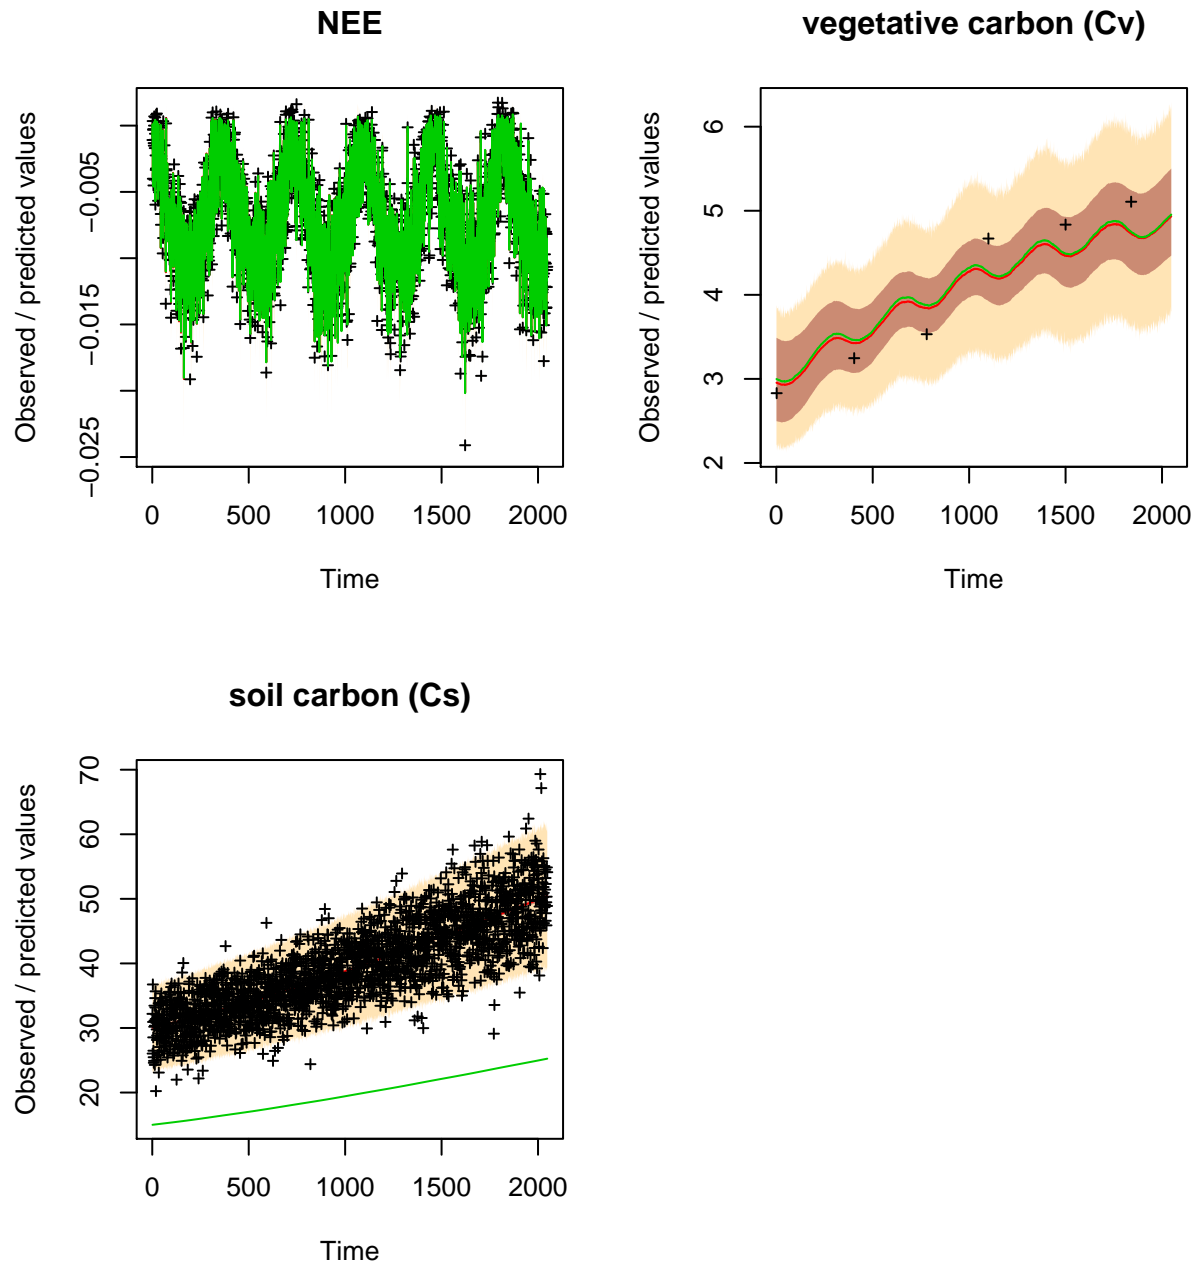 NEE
Observed / predicted values
−0.005
−0.015
−0.025
0 500 1000 1500 2000
Time
vegetative carbon (Cv)
Observed / predicted values
6
5
4
3
2
0 500 1000 1500 2000
Time
soil carbon (Cs)
Observed / predicted values
70
60
50
40
30
20
0 500 1000 1500 2000
Time